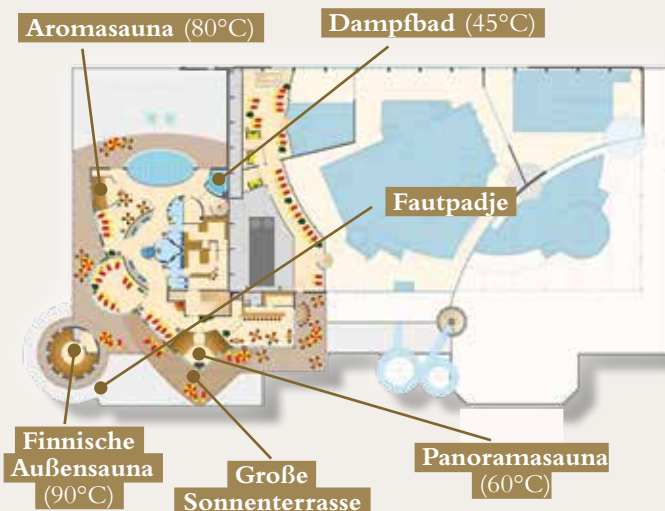 Aromasauna (80°C)
Dampfbad (45°C)
Fautpadje
Finnische
Außensauna
(90°C)
Große
Sonnenterrasse
Panoramasauna
(60°C)